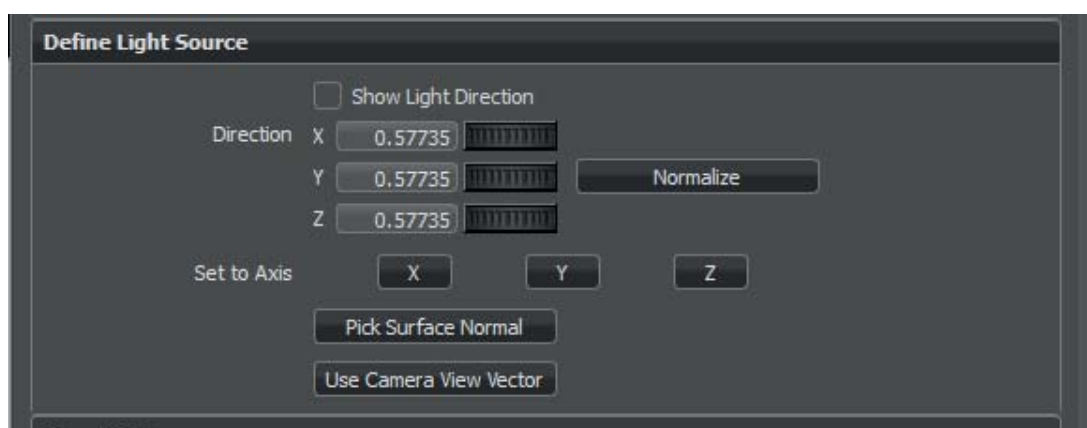 Define Light Source
Show Light Direction
Direction X 0.57735
Y 0.57735 Normalize
Z 0.57735
Set to Axis X Y Z
Pick Surface Normal
Use Camera View Vector